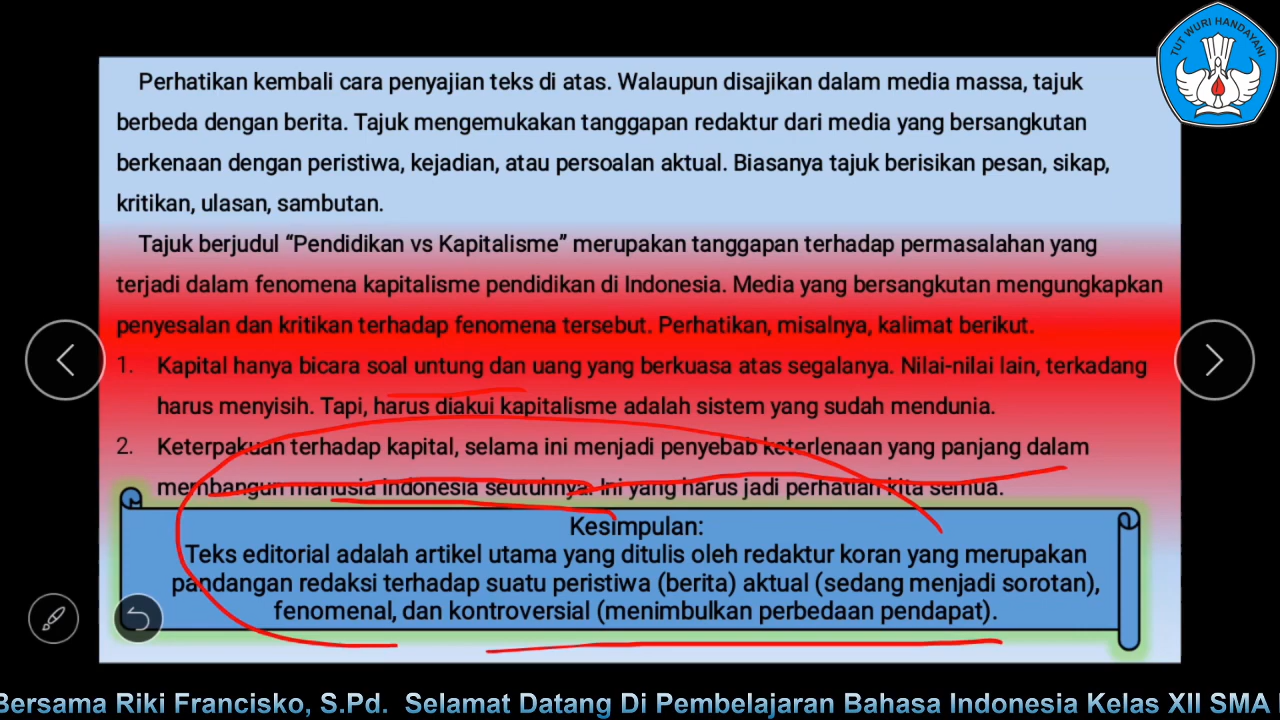 TUT WURI HANDAYANI
Perhatikan kembali cara penyajian teks di atas. Walaupun disajikan dalam media massa, tajuk
berbeda dengan berita. Tajuk mengemukakan tanggapan redaktur dari media yang bersangkutan
berkenaan dengan peristiwa, kejadian, atau persoalan aktual. Biasanya tajuk berisikan pesan, sikap,
kritikan, ulasan, sambutan.
Tajuk berjudul “Pendidikan vs Kapitalisme” merupakan tanggapan terhadap permasalahan yang
terjadi dalam fenomena kapitalisme pendidikan di Indonesia. Media yang bersangkutan mengungkapkan
penyesalan dan kritikan terhadap fenomena tersebut. Perhatikan, misalnya, kalimat berikut.
1. Kapital hanya bicara soal untung dan uang yang berkuasa atas segalanya. Nilai-nilai lain, terkadang
harus menyisih. Tapi, harus diakui kapitalisme adalah sistem yang sudah mendunia.
2. Keterpakuan terhadap kapital, selama ini menjadi penyebab keterlenaan yang panjang dalam
membangun manusia Indonesia seutuhnya. Ini yang harus jadi perhatian kita semua.
Kesimpulan:
Teks editorial adalah artikel utama yang ditulis oleh redaktur koran yang merupakan
pandangan redaksi terhadap suatu peristiwa (berita) aktual (sedang menjadi sorotan),
fenomenal, dan kontroversial (menimbulkan perbedaan pendapat).
Bersama Riki Francisko, S.Pd. Selamat Datang Di Pembelajaran Bahasa Indonesia Kelas XII SMA